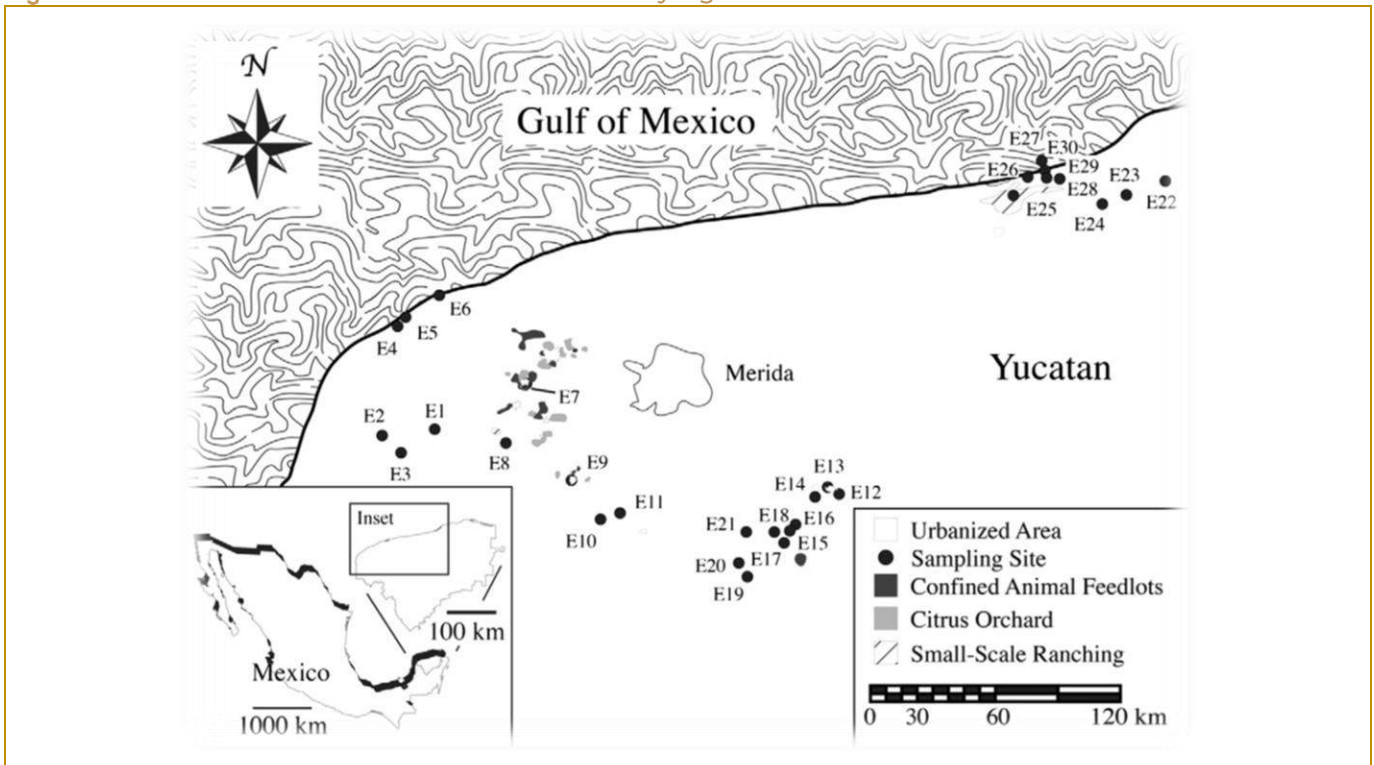 N
Gulf of Mexico
E27
E30
E26
E29
E23
E28
E22
E25
E24
E6
E5
E4
Merida
Yucatan
E7
E2
E1
E3
E8
E9
E13
E14
E12
E11
E10
E21
E18
E16
E15
E20
E17
E19
Inset
100 km
Mexico
1000 km
Urbanized Area
Sampling Site
Confined Animal Feedlots
Citrus Orchard
Small-Scale Ranching
0 30 60 120 km